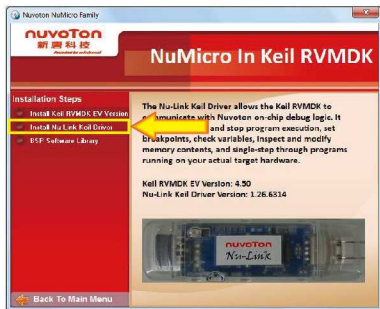 Nuvoton NuMicro Family
nuvoTon
新唐科技
NuMicro In Keil RVMDK
Installation Steps
Install Keil RVMDK EV Version
Install Nu-Link Keil Driver
BSP Software Library
The Nu-Link Keil Driver allows the Keil RVMDK to
communicate with Nuvoton on-chip debug logic. It
and stop program execution, set
breakpoints, check variables, inspect and modify
memory contents, and single-step through programs
running on your actual target hardware.
Keil RVMDK EV Version: 4.50
Nu-Link Keil Driver Version: 1.26.6314
nuvoTon
Nu-Link
Back To Main Menu